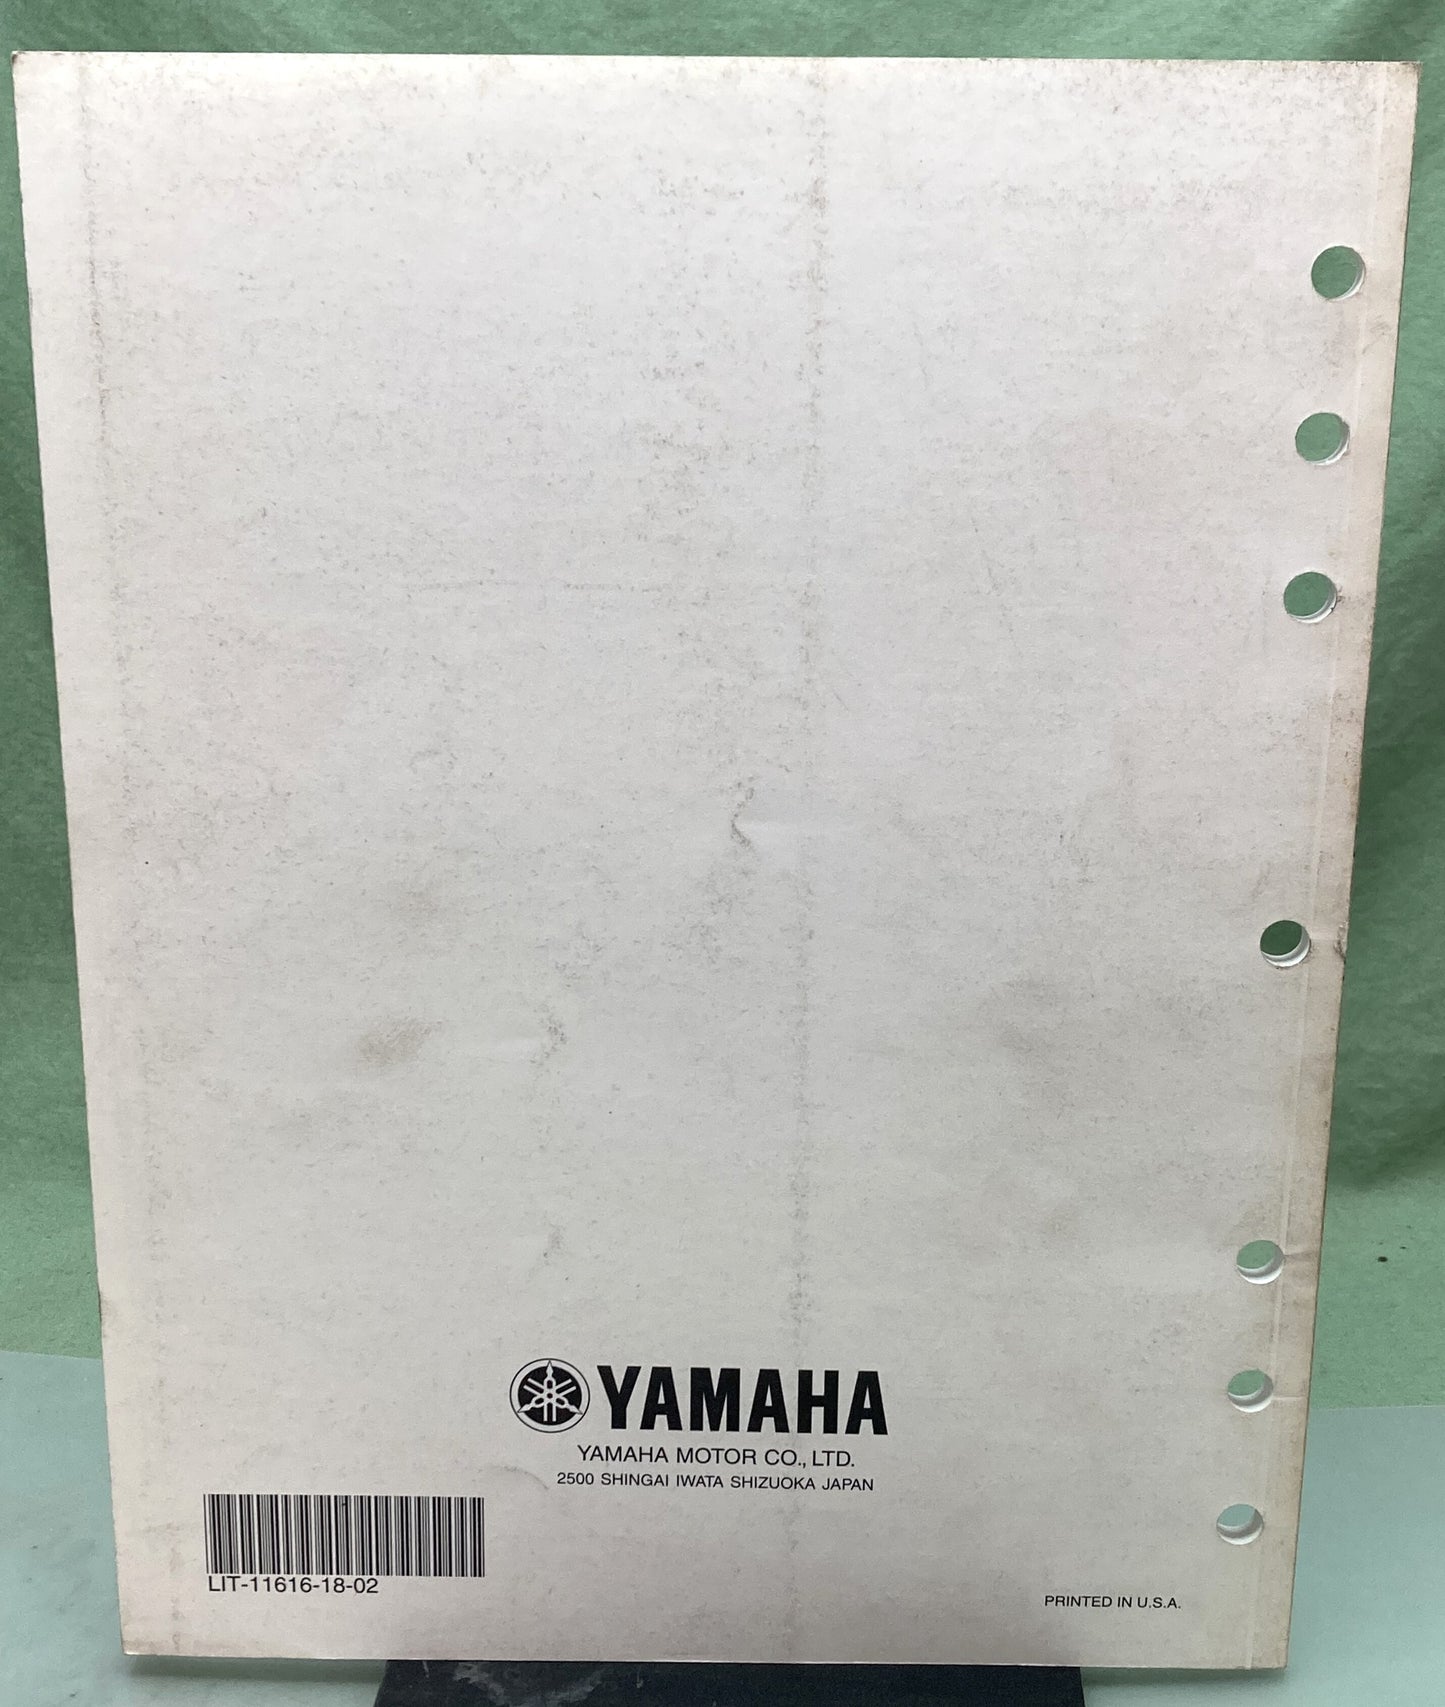 YAMAHA
YAMAHA MOTOR CO., LTD.
2500 SHINGAI IWATA SHIZUOKA JAPAN
LIT-11616-18-02
PRINTED IN U.S.A.